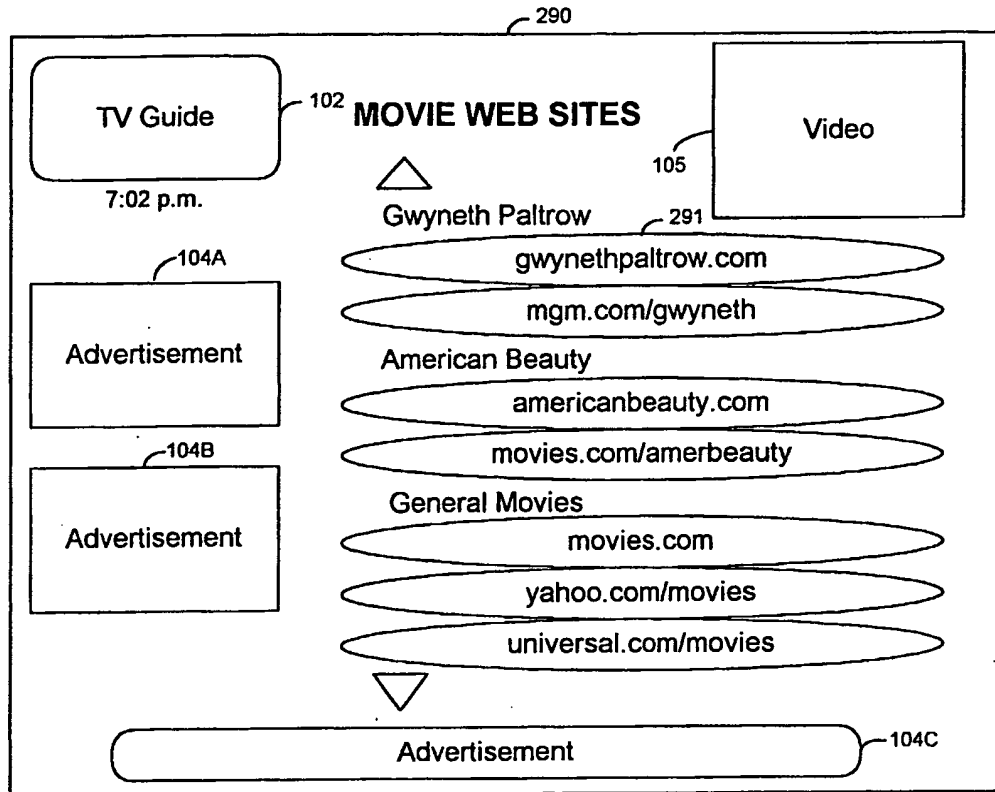 290
TV Guide
102
MOVIE WEB SITES
Video
105
7:02 p.m.
Gwyneth Paltrow
291
gwynethpaltrow.com
mgm.com/gwyneth
104A
Advertisement
American Beauty
americanbeauty.com
movies.com/amerbeauty
104B
Advertisement
General Movies
movies.com
yahoo.com/movies
universal.com/movies
Advertisement
104C